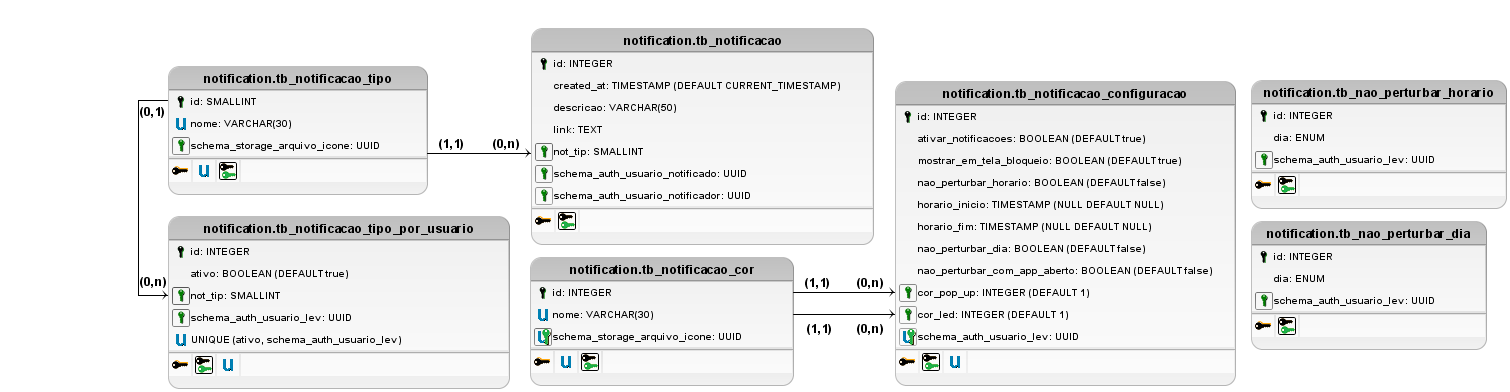 notification.tb_notificacao_tipo
id: SMALLINT
nome: VARCHAR(30)
schema_storage_arquivo_icone: UUID
(0,1)
(0,n)
(1,1)
(0,n)
notification.tb_notificacao_tipo_por_usuario
id: INTEGER
ativo: BOOLEAN (DEFAULT true)
not_tip: SMALLINT
schema_auth_usuario_lev: UUID
UNIQUE (ativo, schema_auth_usuario_lev)
notification.tb_notificacao
id: INTEGER
created_at: TIMESTAMP (DEFAULT CURRENT_TIMESTAMP)
descricao: VARCHAR(50)
link: TEXT
not_tip: SMALLINT
schema_auth_usuario_notificado: UUID
schema_auth_usuario_notificador: UUID
notification.tb_notificacao_cor
id: INTEGER
nome: VARCHAR(30)
schema_storage_arquivo_icone: UUID
(1,1)
(0,n)
(1,1)
(0,n)
notification.tb_notificacao_configuracao
id: INTEGER
ativar_notificacoes: BOOLEAN (DEFAULT true)
mostrar_em_tela_bloqueio: BOOLEAN (DEFAULT true)
nao_perturbar_horario: BOOLEAN (DEFAULT false)
horario_inicio: TIMESTAMP (NULL DEFAULT NULL)
horario_fim: TIMESTAMP (NULL DEFAULT NULL)
nao_perturbar_dia: BOOLEAN (DEFAULT false)
nao_perturbar_com_app_aberto: BOOLEAN (DEFAULT false)
cor_pop_up: INTEGER (DEFAULT 1)
cor_led: INTEGER (DEFAULT 1)
schema_auth_usuario_lev: UUID
notification.tb_nao_perturbar_horario
id: INTEGER
dia: ENUM
schema_auth_usuario_lev: UUID
notification.tb_nao_perturbar_dia
id: INTEGER
dia: ENUM
schema_auth_usuario_lev: UUID